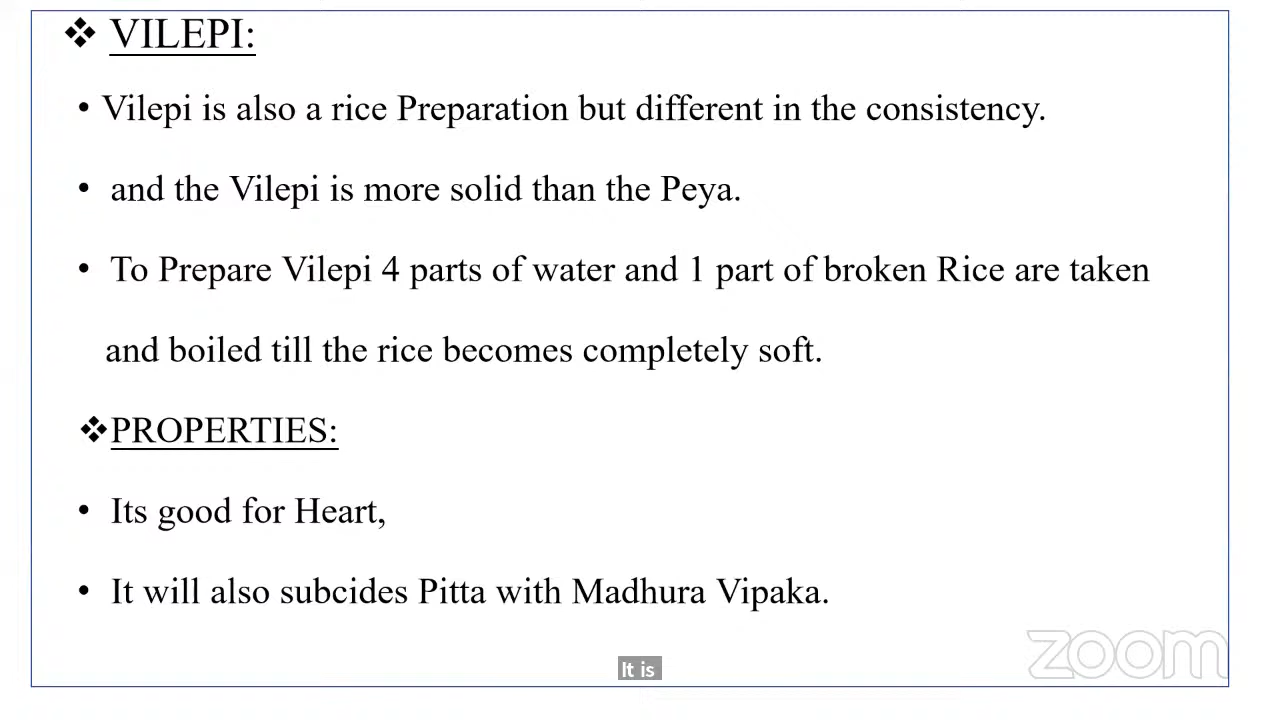 ❖ VILEPI:
• Vilepi is also a rice Preparation but different in the consistency.
• and the Vilepi is more solid than the Peya.
• To Prepare Vilepi 4 parts of water and 1 part of broken Rice are taken
and boiled till the rice becomes completely soft.
❖PROPERTIES:
• Its good for Heart,
• It will also subcides Pitta with Madhura Vipaka.
zoom
It is